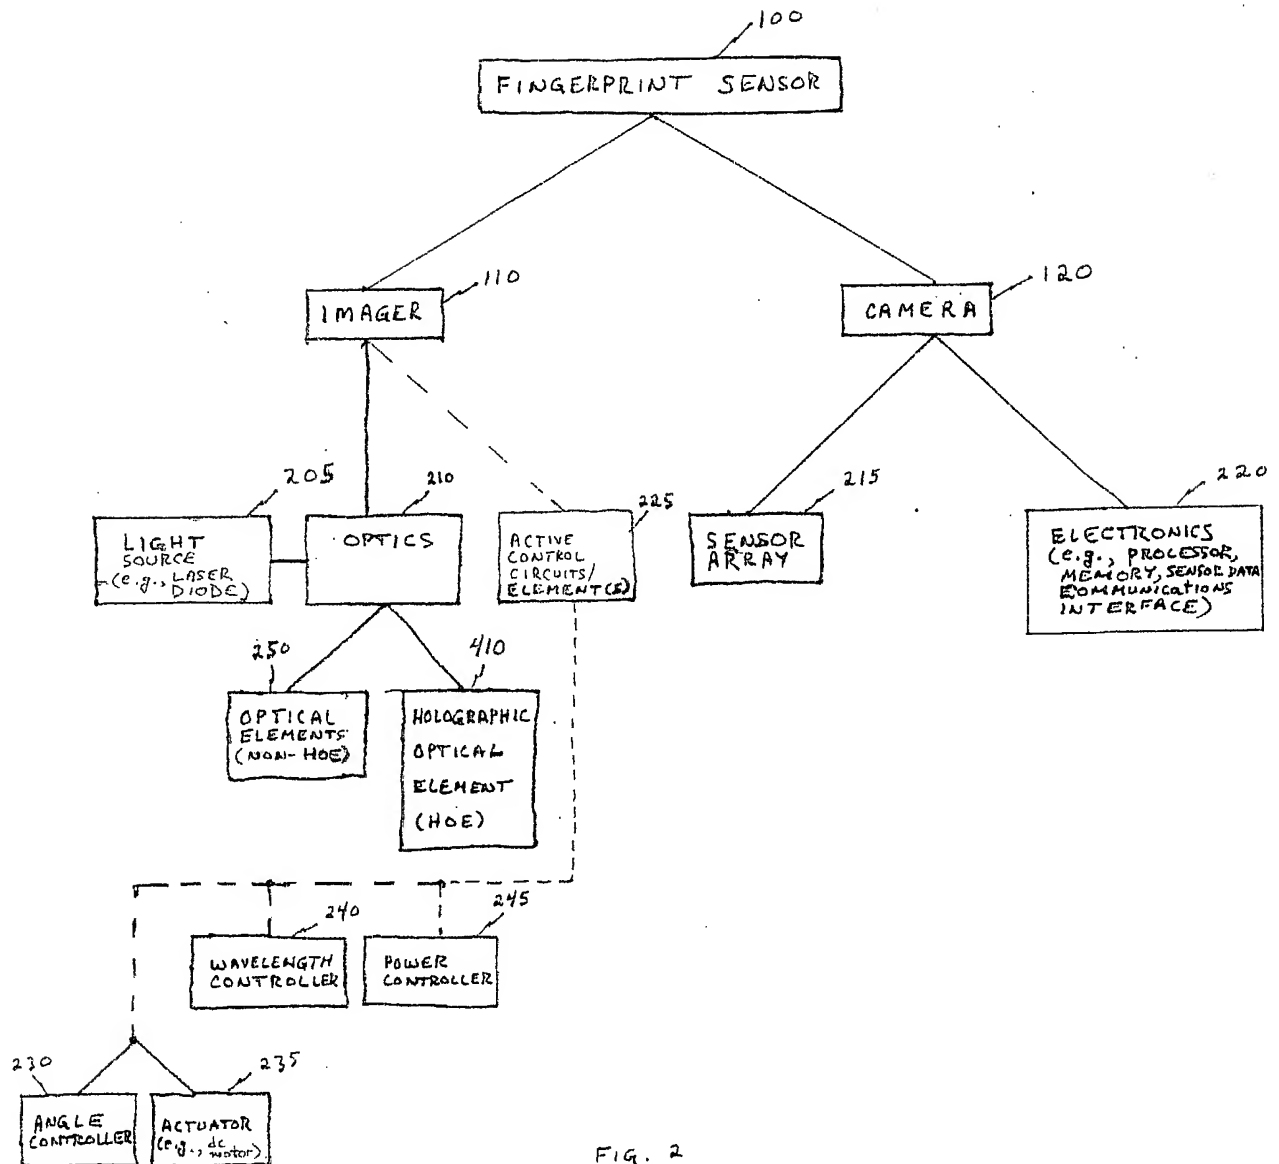 100
FINGERPRINT SENSOR
110
IMAGER
120
CAMERA
205
LIGHT
SOURCE
(e.g., LASER
DIODE)
210
OPTICS
225
ACTIVE
CONTROL
CIRCUITS/
ELEMENT(S)
215
SENSOR
ARRAY
220
ELECTRONICS
(e.g., PROCESSOR,
MEMORY, SENSOR DATA
COMMUNICATIONS
INTERFACE)
250
OPTICAL
ELEMENTS
(NON-HOE)
410
HOLOGRAPHIC
OPTICAL
ELEMENT
(HOE)
240
WAVELENGTH
CONTROLLER
245
POWER
CONTROLLER
230
ANGLE
CONTROLLER
235
ACTUATOR
(e.g., dc
motor)
FIG. 2